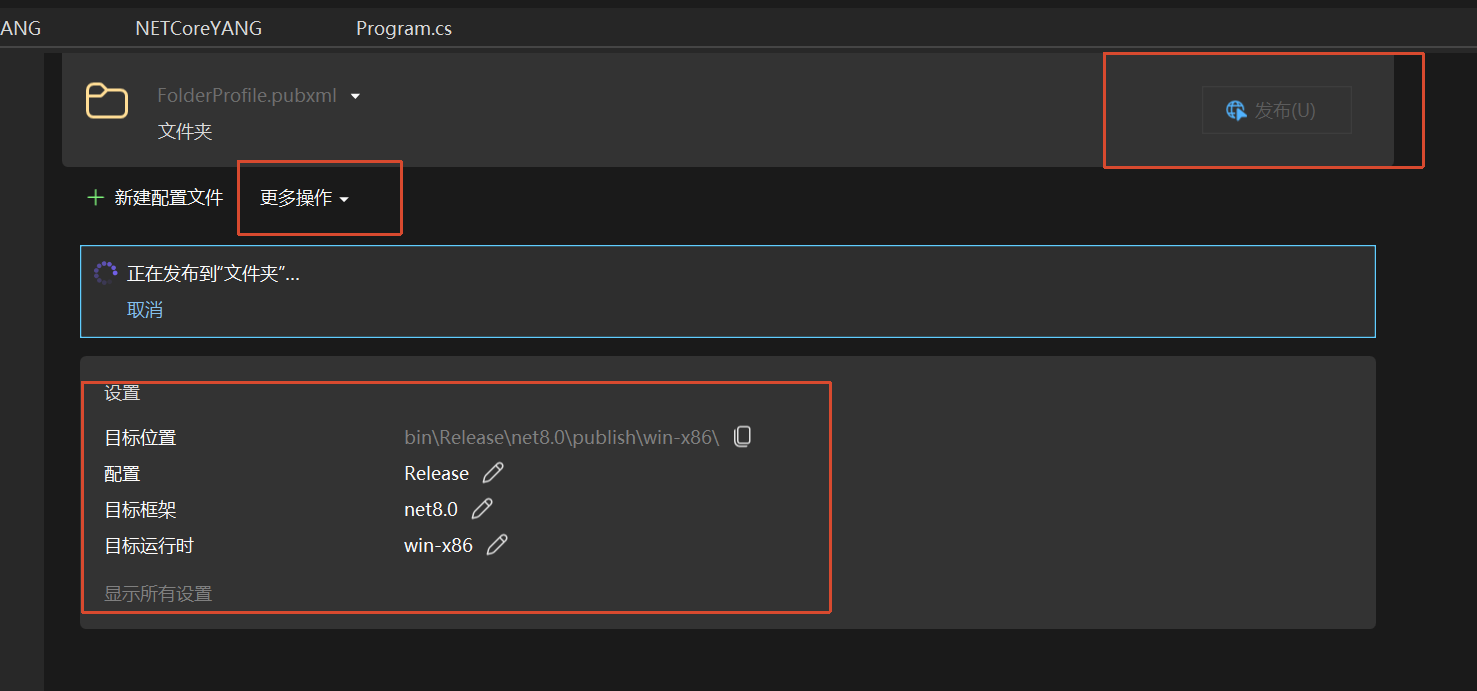 ANG NETCoreYANG Program.cs
FolderProfile.pubxml
文件夹
发布(U)
新建配置文件 更多操作
正在发布到“文件夹”...
取消
设置
目标位置 bin\Release\net8.0\publish\win-x86\
配置 Release
目标框架 net8.0
目标运行时 win-x86
显示所有设置